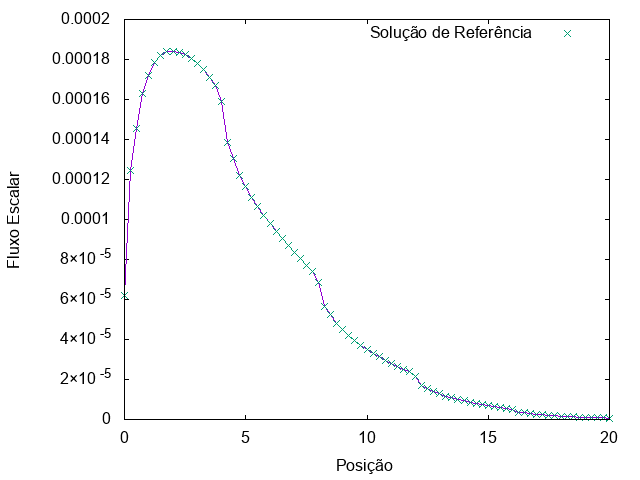 0.0002
Solução de Referência
0.00018
0.00016
0.00014
0.00012
0.0001
8×10⁻⁵
6×10⁻⁵
4×10⁻⁵
2×10⁻⁵
0
0 5 10 15 20
Fluxo Escalar
Posição